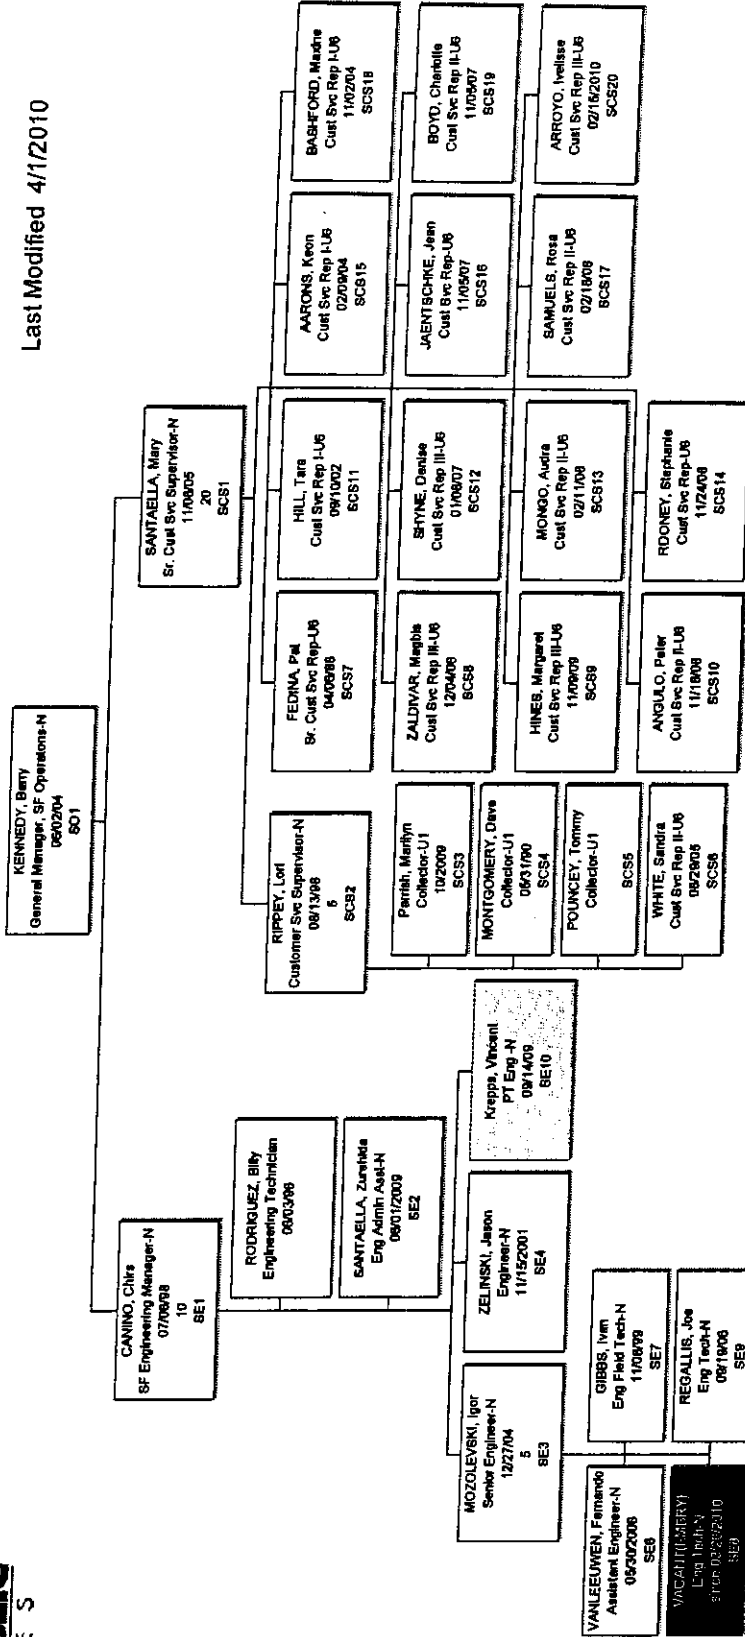 Last Modified 4/1/2010
KENNEDY, Barry
General Manager, SF Operations-N
06/02/04
SO1
CANINO, Chirs
SF Engineering Manager-N
07/06/98
10
SE1
RODRIGUEZ, Billy
Engineering Technician
06/03/96
SANTAELLA, Zurshida
Eng Admin Asst-N
06/01/2009
SE2
MOZOLEVSKI, Igor
Senior Engineer-N
12/27/04
5
SE3
ZELINSKI, Jason
Engineer-N
11/15/2001
SE4
Krepps, Vincent
PT Eng -N
09/14/09
SE10
VANLEEUWEN, Fernando
Assistant Engineer-N
05/30/2006
SE6
GIBBS, Ivan
Eng Field Tech-N
11/08/99
SE7
VACANT
Eng Tech-N
SE8
REGALLIS, Joe
Eng Tech-N
09/19/06
SE9
SANTAELLA, Mary
Sr. Cust Svc Supervisor-N
11/08/05
20
SCS1
RIPPEY, Lori
Customer Svc Supervisor-N
08/13/98
5
SCS2
Parrish, Marilyn
Collector-U1
10/2009
SCS3
MONTGOMERY, Dave
Collector-U1
05/31/90
SCS4
POUNCEY, Tommy
Collector-U1
SCS5
WHITE, Sandra
Cust Svc Rep II-U6
08/29/05
SCS6
FEDINA, Pat
Sr. Cust Svc Rep-U6
04/06/86
SCS7
HILL, Tara
Cust Svc Rep I-U6
09/10/02
SCS11
AARONS, Keon
Cust Svc Rep I-U6
02/09/04
SCS15
BASHFORD, Maxine
Cust Svc Rep I-U6
11/02/04
SCS18
ZALDIVAR, Magbis
Cust Svc Rep III-U6
12/04/06
SCS8
SHYNE, Denise
Cust Svc Rep III-U6
01/08/07
SCS12
JAENTSCHKE, Jean
Cust Svc Rep-U6
11/05/07
SCS16
BOYD, Charlotte
Cust Svc Rep II-U6
11/05/07
SCS19
HINES, Margaret
Cust Svc Rep III-U6
11/09/09
SCS9
MONGO, Audra
Cust Svc Rep II-U6
02/11/08
SCS13
SAMUELS, Rosa
Cust Svc Rep II-U6
02/18/08
SCS17
ARROYO, Ivelisse
Cust Svc Rep III-U6
02/16/2010
SCS20
ANGULO, Peter
Cust Svc Rep II-U6
11/18/08
SCS10
ROONEY, Stephanie
Cust Svc Rep-U6
11/24/08
SCS14